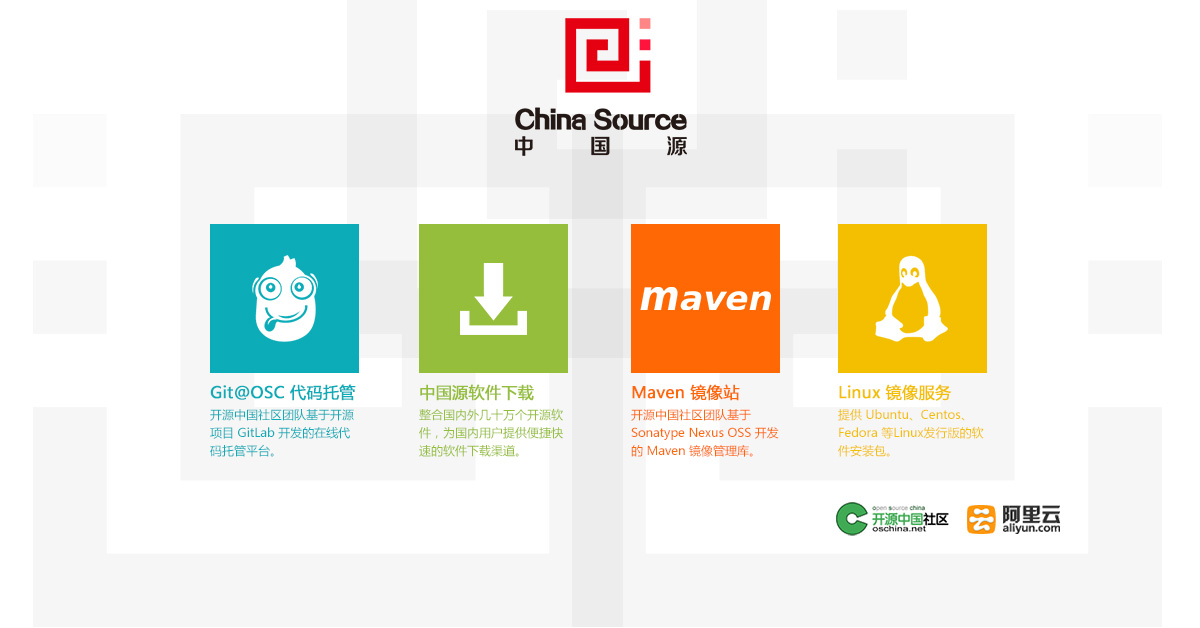 China Source
中国源
maven
Git@OSC 代码托管
开源中国社区团队基于开源
项目 GitLab 开发的在线代
码托管平台。
中国源软件下载
整合国内外几十万个开源软
件，为国内用户提供便捷快
速的软件下载渠道。
Maven 镜像站
开源中国社区团队基于
Sonatype Nexus OSS 开发
的 Maven 镜像管理库。
Linux 镜像服务
提供 Ubuntu、Centos、
Fedora 等Linux发行版的软
件安装包。
open source china
开源中国社区
oschina.net
阿里云
aliyun.com